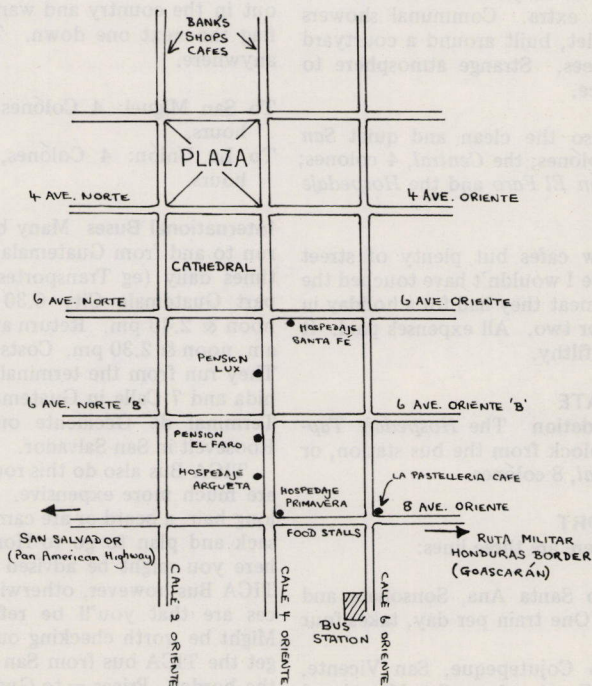 BANKS
SHOPS
CAFES
PLAZA
4 AVE. NORTE
4 AVE. ORIENTE
CATHEDRAL
6 AVE. NORTE
6 AVE. ORIENTE
HOSPEDAJE
SANTA FÉ
PENSION
LUX
6 AVE. NORTE 'B'
6 AVE. ORIENTE 'B'
PENSION
EL FARO
HOSPEDAJE
ARGUETA
HOSPEDAJE
PRIMAVERA
LA PASTELLERIA CAFE
8 AVE. ORIENTE
FOOD STALLS
SAN SALVADOR
(Pan American Highway)
RUTA MILITAR
HONDURAS BORDER
(GOASCARÁN)
BUS
STATION
CALLE 2 ORIENTE
CALLE 4 ORIENTE
CALLE 6 ORIENTE